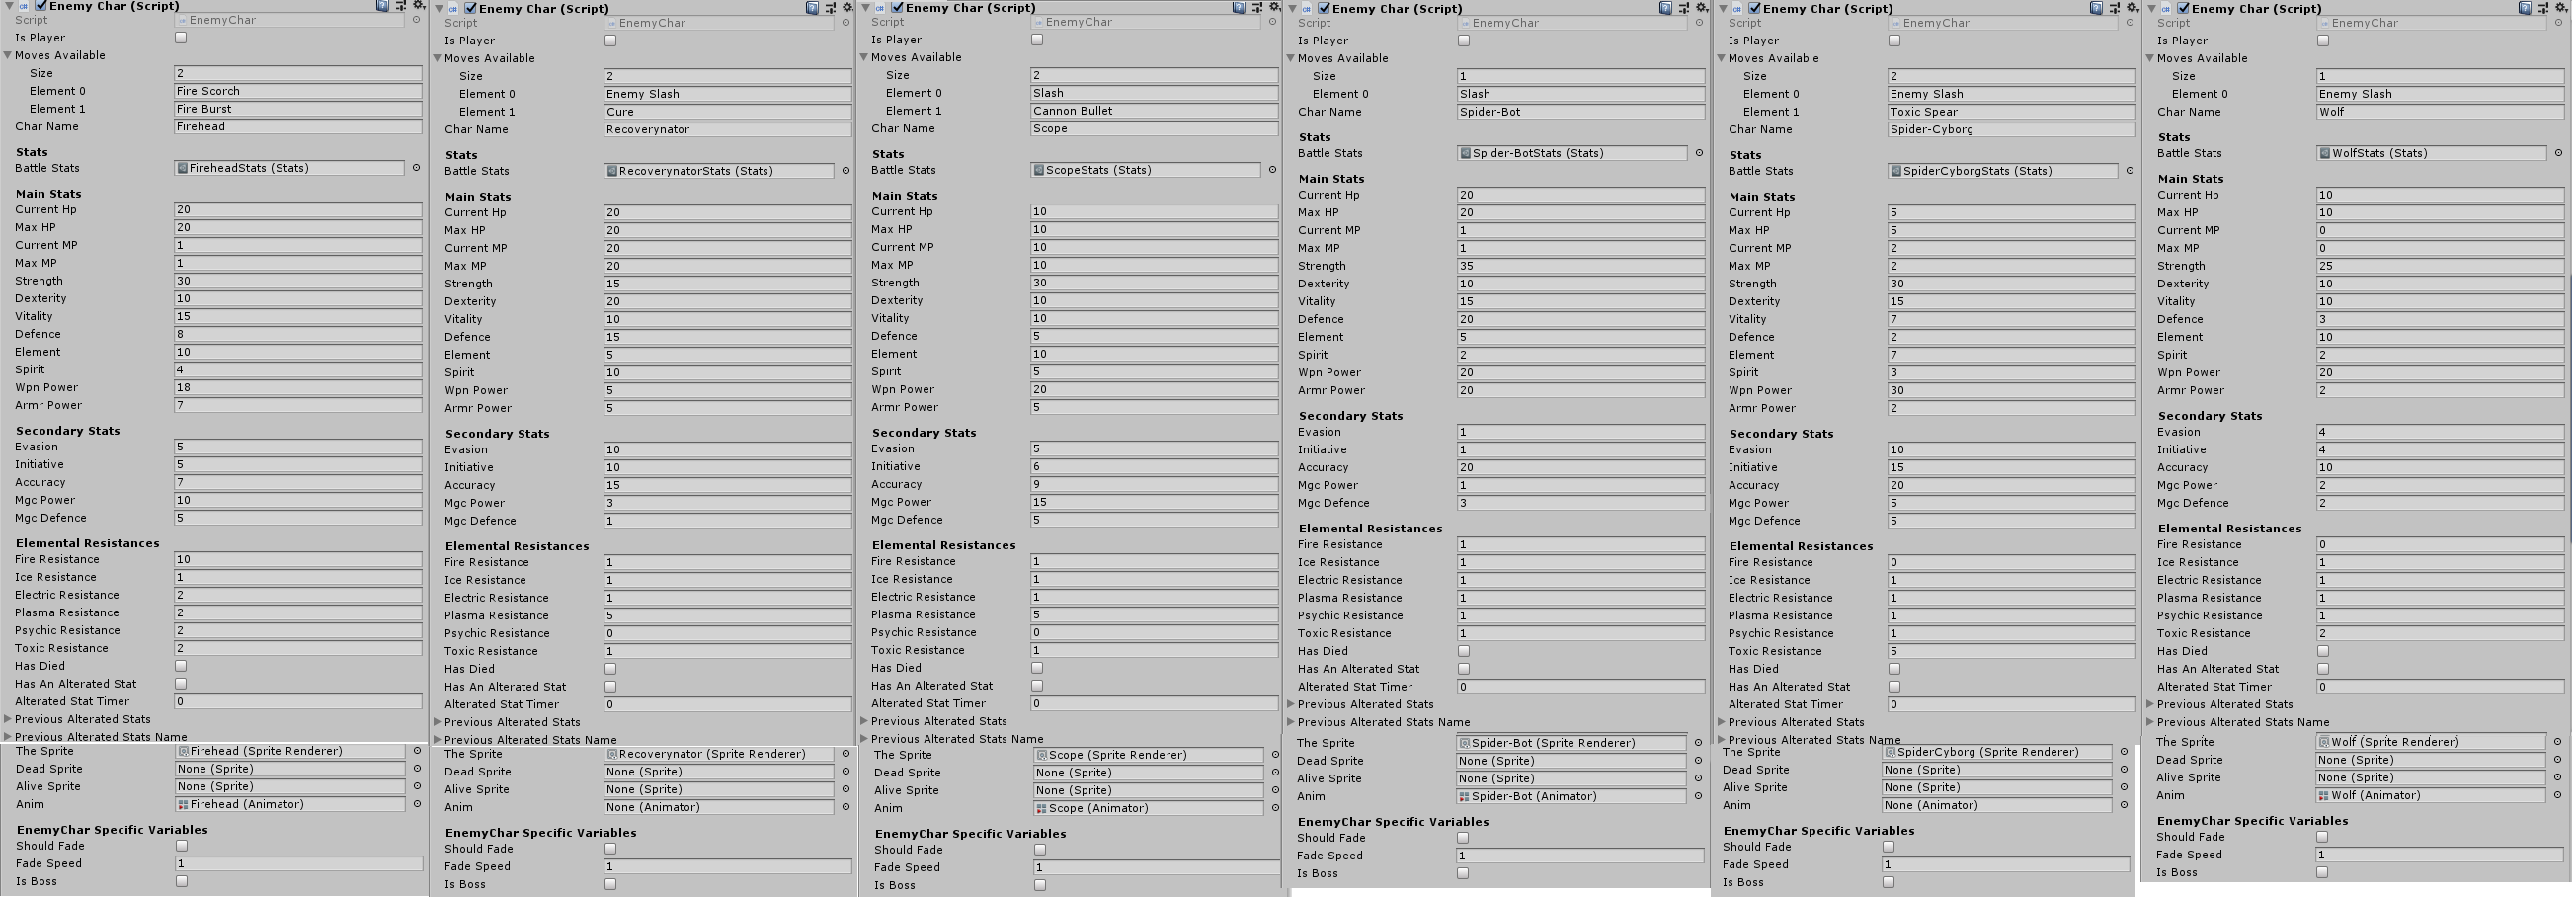 Enemy Char (Script)
Script EnemyChar
Is Player
Moves Available
Size 2
Element 0 Fire Scorch
Element 1 Fire Burst
Char Name Firehead
Stats
Battle Stats FireheadStats (Stats)
Main Stats
Current Hp 20
Max HP 20
Current MP 1
Max MP 1
Strength 30
Dexterity 10
Vitality 15
Defence 8
Element 10
Spirit 4
Wpn Power 18
Armr Power 7
Secondary Stats
Evasion 5
Initiative 5
Accuracy 7
Mgc Power 10
Mgc Defence 5
Elemental Resistances
Fire Resistance 10
Ice Resistance 1
Electric Resistance 2
Plasma Resistance 2
Psychic Resistance 2
Toxic Resistance 2
Has Died
Has An Alterated Stat
Alterated Stat Timer 0
Previous Alterated Stats
Previous Alterated Stats Name
The Sprite Firehead (Sprite Renderer)
Dead Sprite None (Sprite)
Alive Sprite None (Sprite)
Anim Firehead (Animator)
EnemyChar Specific Variables
Should Fade
Fade Speed 1
Is Boss
Enemy Char (Script)
Script EnemyChar
Is Player
Moves Available
Size 2
Element 0 Enemy Slash
Element 1 Cure
Char Name Recoverynator
Stats
Battle Stats RecoverynatorStats (Stats)
Main Stats
Current Hp 20
Max HP 20
Current MP 20
Max MP 20
Strength 15
Dexterity 20
Vitality 10
Defence 15
Element 5
Spirit 10
Wpn Power 5
Armr Power 5
Secondary Stats
Evasion 10
Initiative 10
Accuracy 15
Mgc Power 3
Mgc Defence 1
Elemental Resistances
Fire Resistance 1
Ice Resistance 1
Electric Resistance 1
Plasma Resistance 5
Psychic Resistance 0
Toxic Resistance 1
Has Died
Has An Alterated Stat
Alterated Stat Timer 0
Previous Alterated Stats
Previous Alterated Stats Name
The Sprite Recoverynator (Sprite Renderer)
Dead Sprite None (Sprite)
Alive Sprite None (Sprite)
Anim None (Animator)
EnemyChar Specific Variables
Should Fade
Fade Speed 1
Is Boss
Enemy Char (Script)
Script EnemyChar
Is Player
Moves Available
Size 2
Element 0 Slash
Element 1 Cannon Bullet
Char Name Scope
Stats
Battle Stats ScopeStats (Stats)
Main Stats
Current Hp 10
Max HP 10
Current MP 10
Max MP 10
Strength 30
Dexterity 10
Vitality 10
Defence 5
Element 10
Spirit 5
Wpn Power 20
Armr Power 5
Secondary Stats
Evasion 5
Initiative 6
Accuracy 9
Mgc Power 15
Mgc Defence 5
Elemental Resistances
Fire Resistance 1
Ice Resistance 1
Electric Resistance 1
Plasma Resistance 5
Psychic Resistance 0
Toxic Resistance 1
Has Died
Has An Alterated Stat
Alterated Stat Timer 0
Previous Alterated Stats
Previous Alterated Stats Name
The Sprite Scope (Sprite Renderer)
Dead Sprite None (Sprite)
Alive Sprite None (Sprite)
Anim Scope (Animator)
EnemyChar Specific Variables
Should Fade
Fade Speed 1
Is Boss
Enemy Char (Script)
Script EnemyChar
Is Player
Moves Available
Size 1
Element 0 Slash
Char Name Spider-Bot
Stats
Battle Stats Spider-BotStats (Stats)
Main Stats
Current Hp 20
Max HP 20
Current MP 1
Max MP 1
Strength 35
Dexterity 10
Vitality 15
Defence 20
Element 5
Spirit 2
Wpn Power 20
Armr Power 20
Secondary Stats
Evasion 1
Initiative 1
Accuracy 20
Mgc Power 1
Mgc Defence 3
Elemental Resistances
Fire Resistance 1
Ice Resistance 1
Electric Resistance 1
Plasma Resistance 1
Psychic Resistance 1
Toxic Resistance 1
Has Died
Has An Alterated Stat
Alterated Stat Timer 0
Previous Alterated Stats
Previous Alterated Stats Name
The Sprite Spider-Bot (Sprite Renderer)
Dead Sprite None (Sprite)
Alive Sprite None (Sprite)
Anim Spider-Bot (Animator)
EnemyChar Specific Variables
Should Fade
Fade Speed 1
Is Boss
Enemy Char (Script)
Script EnemyChar
Is Player
Moves Available
Size 2
Element 0 Enemy Slash
Element 1 Toxic Spear
Char Name Spider-Cyborg
Stats
Battle Stats SpiderCyborgStats (Stats)
Main Stats
Current Hp 5
Max HP 5
Current MP 2
Max MP 2
Strength 30
Dexterity 15
Vitality 7
Defence 2
Element 7
Spirit 3
Wpn Power 30
Armr Power 2
Secondary Stats
Evasion 10
Initiative 15
Accuracy 20
Mgc Power 5
Mgc Defence 5
Elemental Resistances
Fire Resistance 0
Ice Resistance 1
Electric Resistance 1
Plasma Resistance 1
Psychic Resistance 1
Toxic Resistance 5
Has Died
Has An Alterated Stat
Alterated Stat Timer 0
Previous Alterated Stats
Previous Alterated Stats Name
The Sprite SpiderCyborg (Sprite Renderer)
Dead Sprite None (Sprite)
Alive Sprite None (Sprite)
Anim None (Animator)
EnemyChar Specific Variables
Should Fade
Fade Speed 1
Is Boss
Enemy Char (Script)
Script EnemyChar
Is Player
Moves Available
Size 1
Element 0 Enemy Slash
Char Name Wolf
Stats
Battle Stats WolfStats (Stats)
Main Stats
Current Hp 10
Max HP 10
Current MP 0
Max MP 0
Strength 25
Dexterity 10
Vitality 10
Defence 3
Element 10
Spirit 2
Wpn Power 20
Armr Power 2
Secondary Stats
Evasion 4
Initiative 4
Accuracy 10
Mgc Power 2
Mgc Defence 2
Elemental Resistances
Fire Resistance 0
Ice Resistance 1
Electric Resistance 1
Plasma Resistance 1
Psychic Resistance 1
Toxic Resistance 2
Has Died
Has An Alterated Stat
Alterated Stat Timer 0
Previous Alterated Stats
Previous Alterated Stats Name
The Sprite Wolf (Sprite Renderer)
Dead Sprite None (Sprite)
Alive Sprite None (Sprite)
Anim Wolf (Animator)
EnemyChar Specific Variables
Should Fade
Fade Speed 1
Is Boss